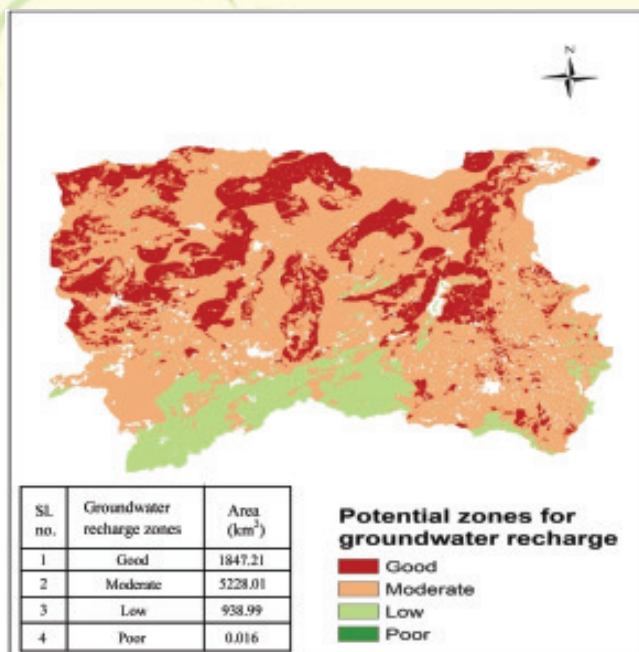 N
Sl. no. Groundwater recharge zones Area (km²)
1 Good 1847.21
2 Moderate 5228.01
3 Low 938.99
4 Poor 0.016
Potential zones for
groundwater recharge
Good
Moderate
Low
Poor